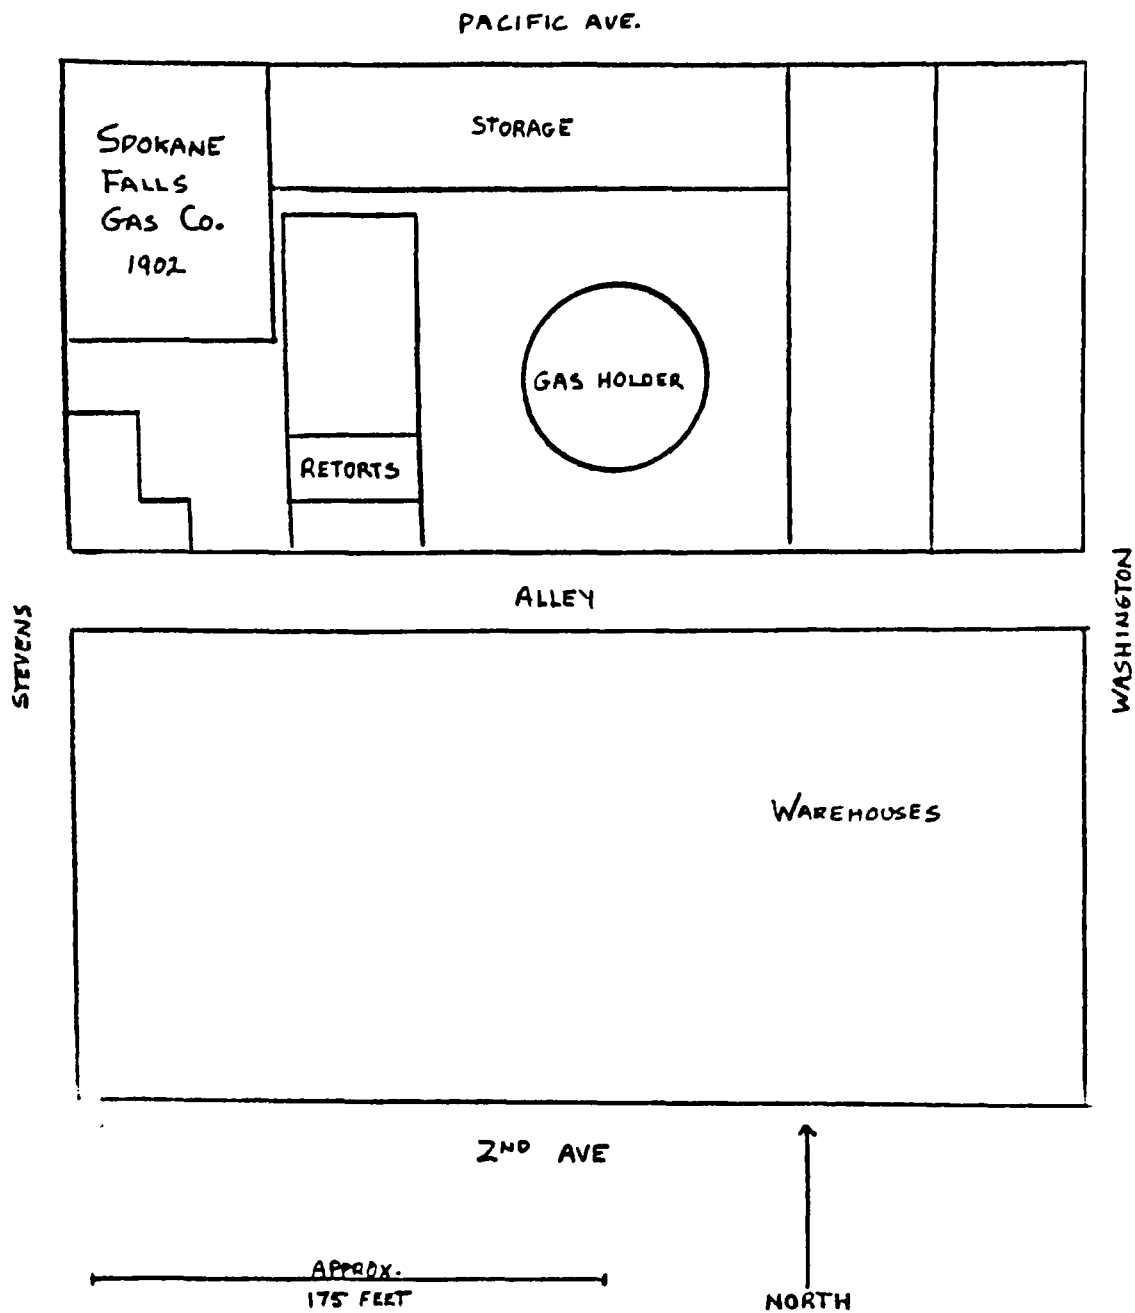 PACIFIC AVE.
STORAGE
SPOKANE
FALLS
GAS CO.
1902
GAS HOLDER
RETORTS
ALLEY
STEVENS
WASHINGTON
WAREHOUSES
2ND AVE
APPROX.
175 FEET
NORTH